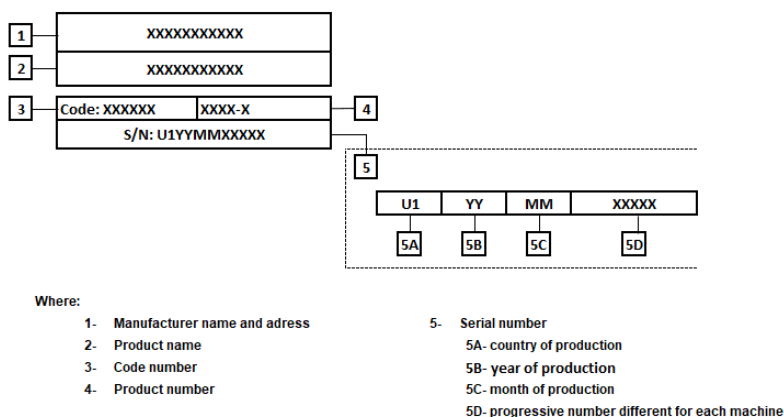 1 XXXXXXXXXXX
2 XXXXXXXXXXX
3 Code: XXXXXX XXXX-X 4
S/N: U1YYMMXXXXX
5
U1 YY MM XXXXX
5A 5B 5C 5D
Where:
1- Manufacturer name and adress
2- Product name
3- Code number
4- Product number
5- Serial number
5A- country of production
5B- year of production
5C- month of production
5D- progressive number different for each machine